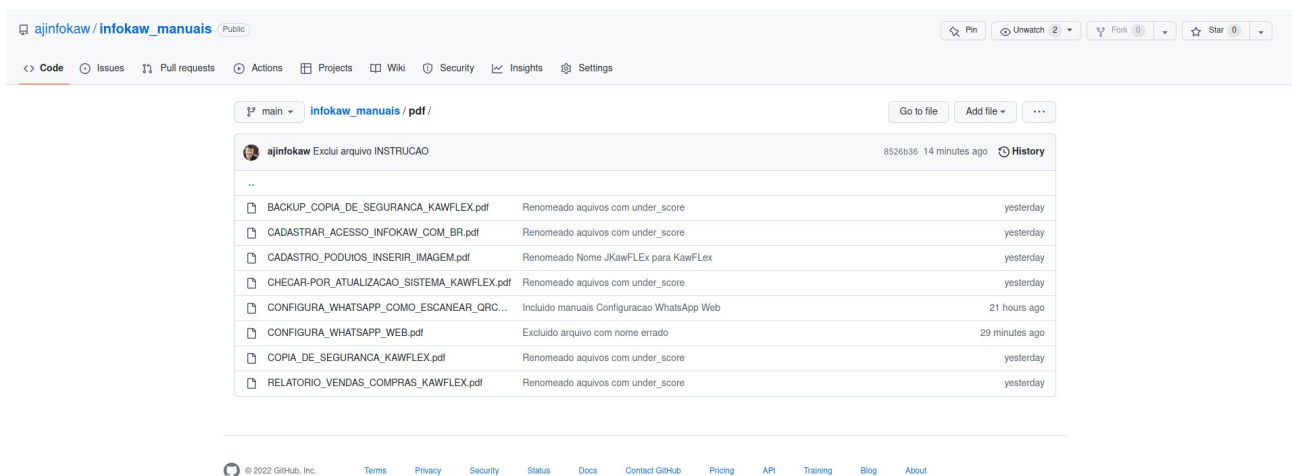 ajinfokaw / infokaw_manuais Public Pin Unwatch 2 Fork 0 Star 0
<> Code Issues Pull requests Actions Projects Wiki Security Insights Settings
main infokaw_manuais / pdf / Go to file Add file ...
ajinfokaw Exclui arquivo INSTRUCAO 8526b36 14 minutes ago History
..
BACKUP_COPIA_DE_SEGURANCA_KAWFLEX.pdf Renomeado aquivos com under_score yesterday
CADASTRAR_ACESSO_INFOKAW_COM_BR.pdf Renomeado aquivos com under_score yesterday
CADASTRO_PODUtOS_INSERIR_IMAGEM.pdf Renomeado Nome JKawFLEx para KawFLex yesterday
CHECAR-POR_ATUALIZACAO_SISTEMA_KAWFLEX.pdf Renomeado aquivos com under_score yesterday
CONFIGURA_WHATSAPP_COMO_ESCANEAR_QRC... Incluido manuais Configuracao WhatsApp Web 21 hours ago
CONFIGURA_WHATSAPP_WEB.pdf Excluido arquivo com nome errado 29 minutes ago
COPIA_DE_SEGURANCA_KAWFLEX.pdf Renomeado aquivos com under_score yesterday
RELATORIO_VENDAS_COMPRAS_KAWFLEX.pdf Renomeado aquivos com under_score yesterday
© 2022 GitHub, Inc. Terms Privacy Security Status Docs Contact GitHub Pricing API Training Blog About